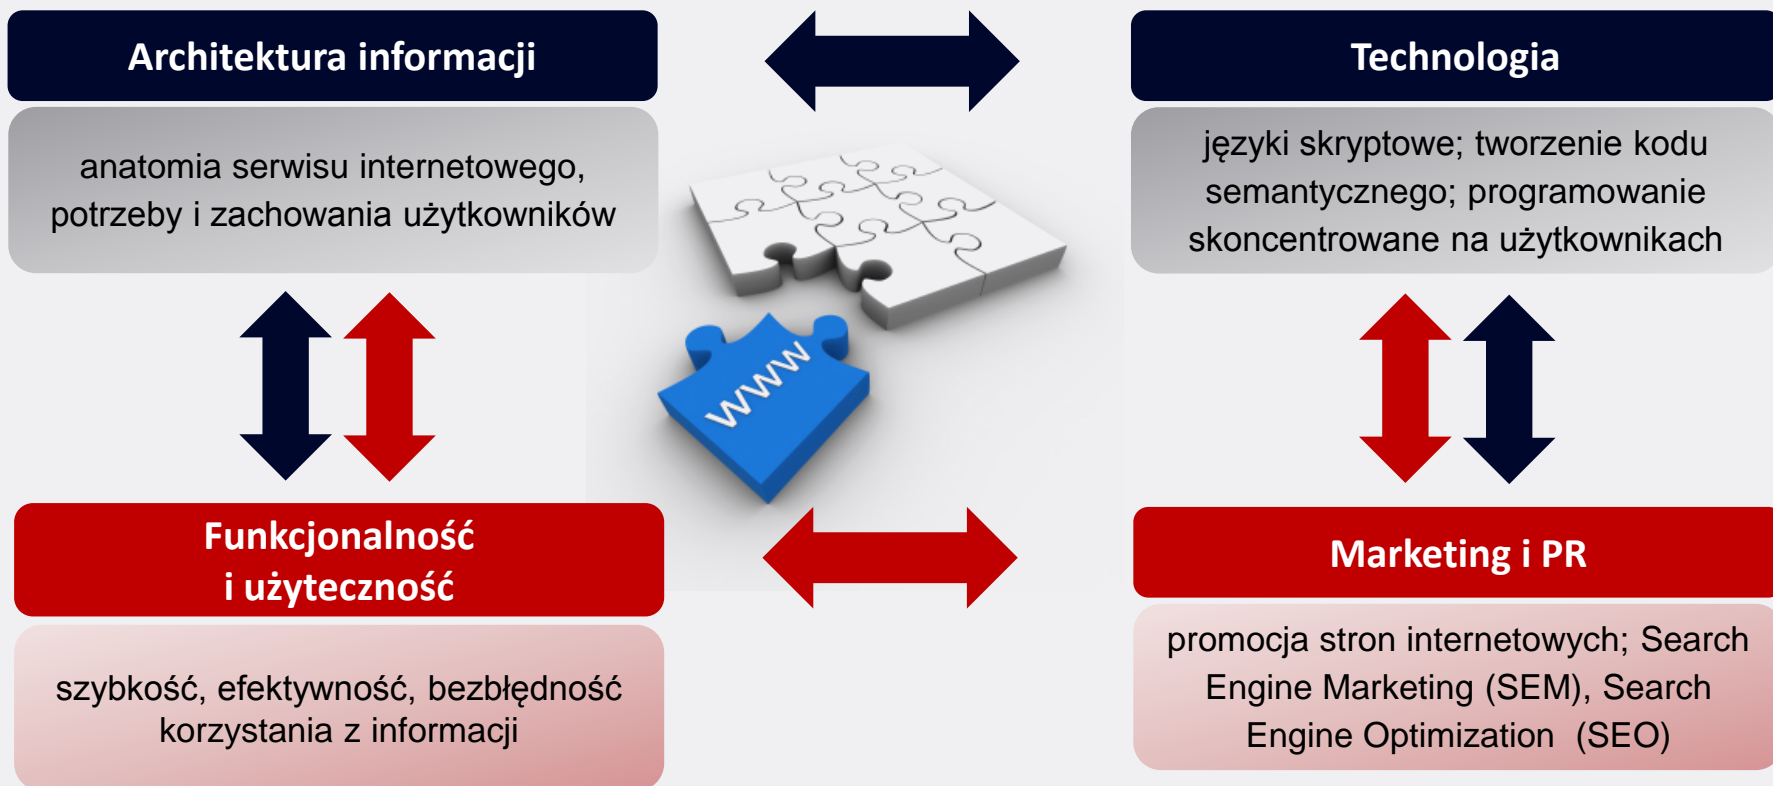 Architektura informacji
anatomia serwisu internetowego,
potrzeby i zachowania użytkowników
Technologia
języki skryptowe; tworzenie kodu
semantycznego; programowanie
skoncentrowane na użytkownikach
www
Funkcjonalność
i użyteczność
szybkość, efektywność, bezbłędność
korzystania z informacji
Marketing i PR
promocja stron internetowych; Search
Engine Marketing (SEM), Search
Engine Optimization (SEO)